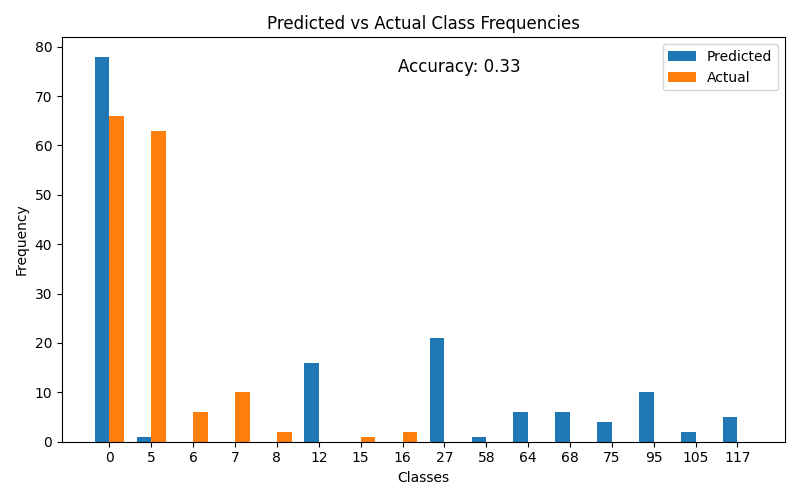 Predicted vs Actual Class Frequencies
Accuracy: 0.33
Predicted
Actual
Frequency
80
70
60
50
40
30
20
10
0
0 5 6 7 8 12 15 16 27 58 64 68 75 95 105 117
Classes